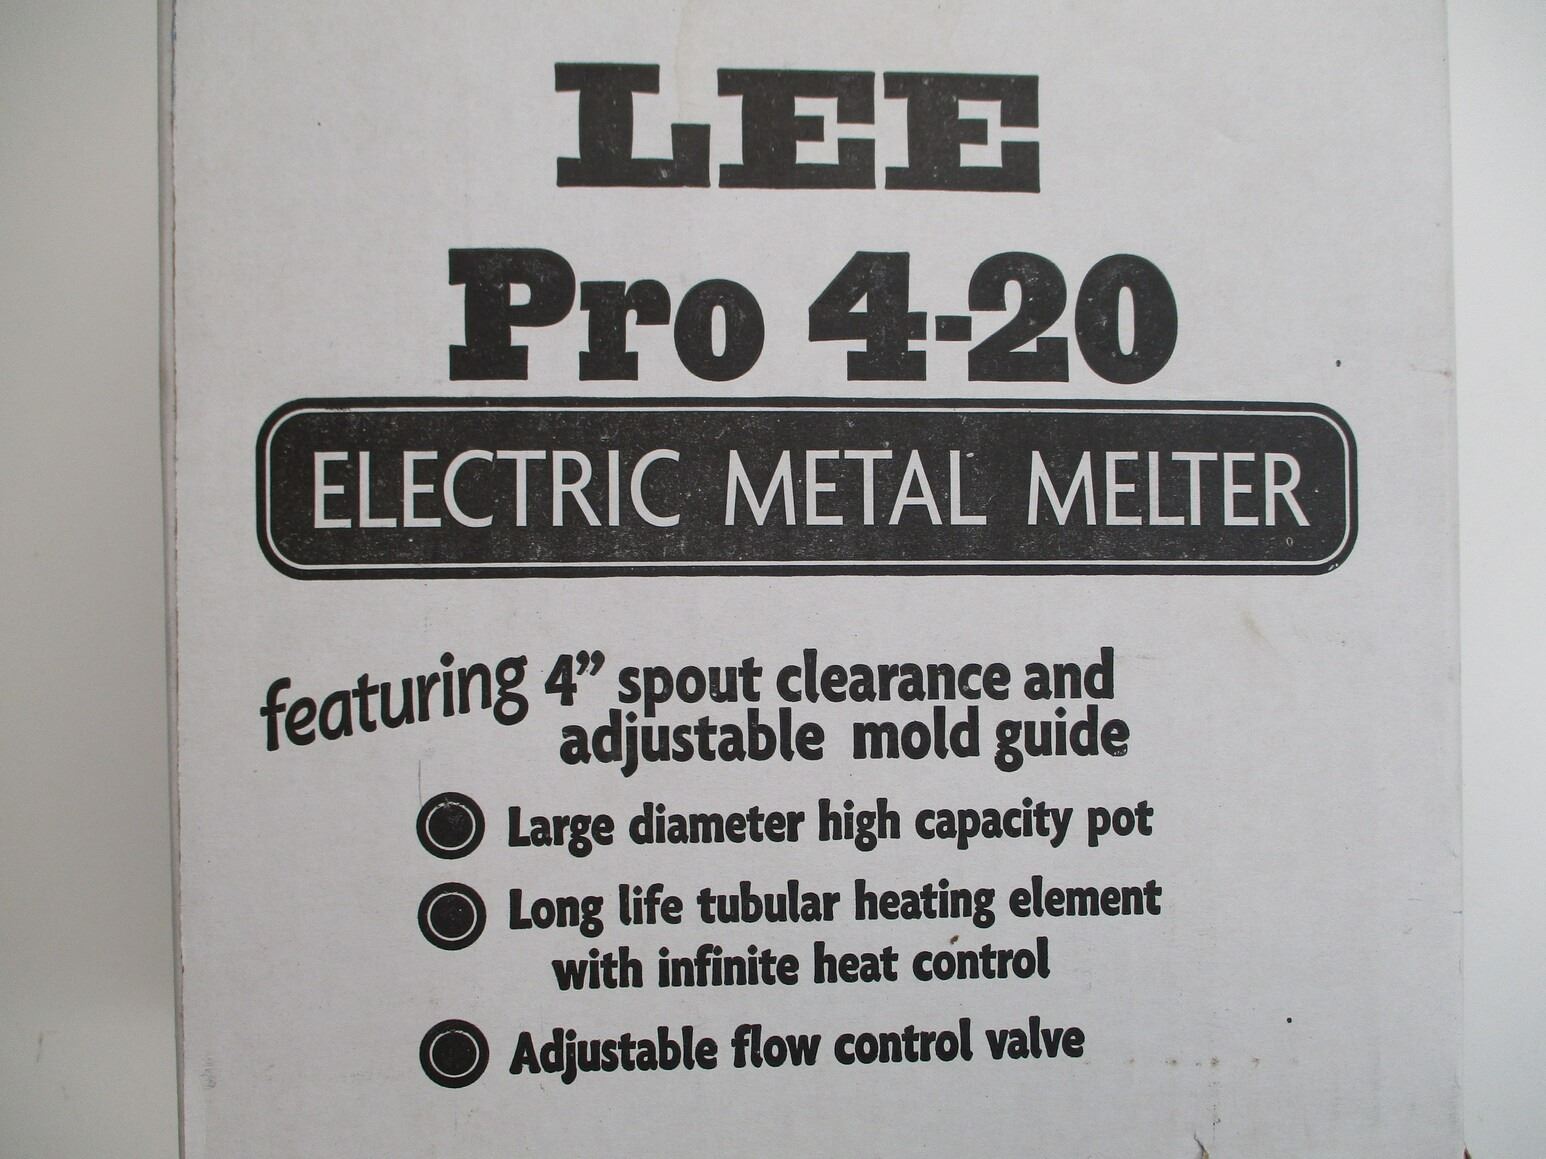 LEE
Pro 4-20
ELECTRIC METAL MELTER
featuring 4” spout clearance and
adjustable mold guide
Large diameter high capacity pot
Long life tubular heating element
with infinite heat control
Adjustable flow control valve